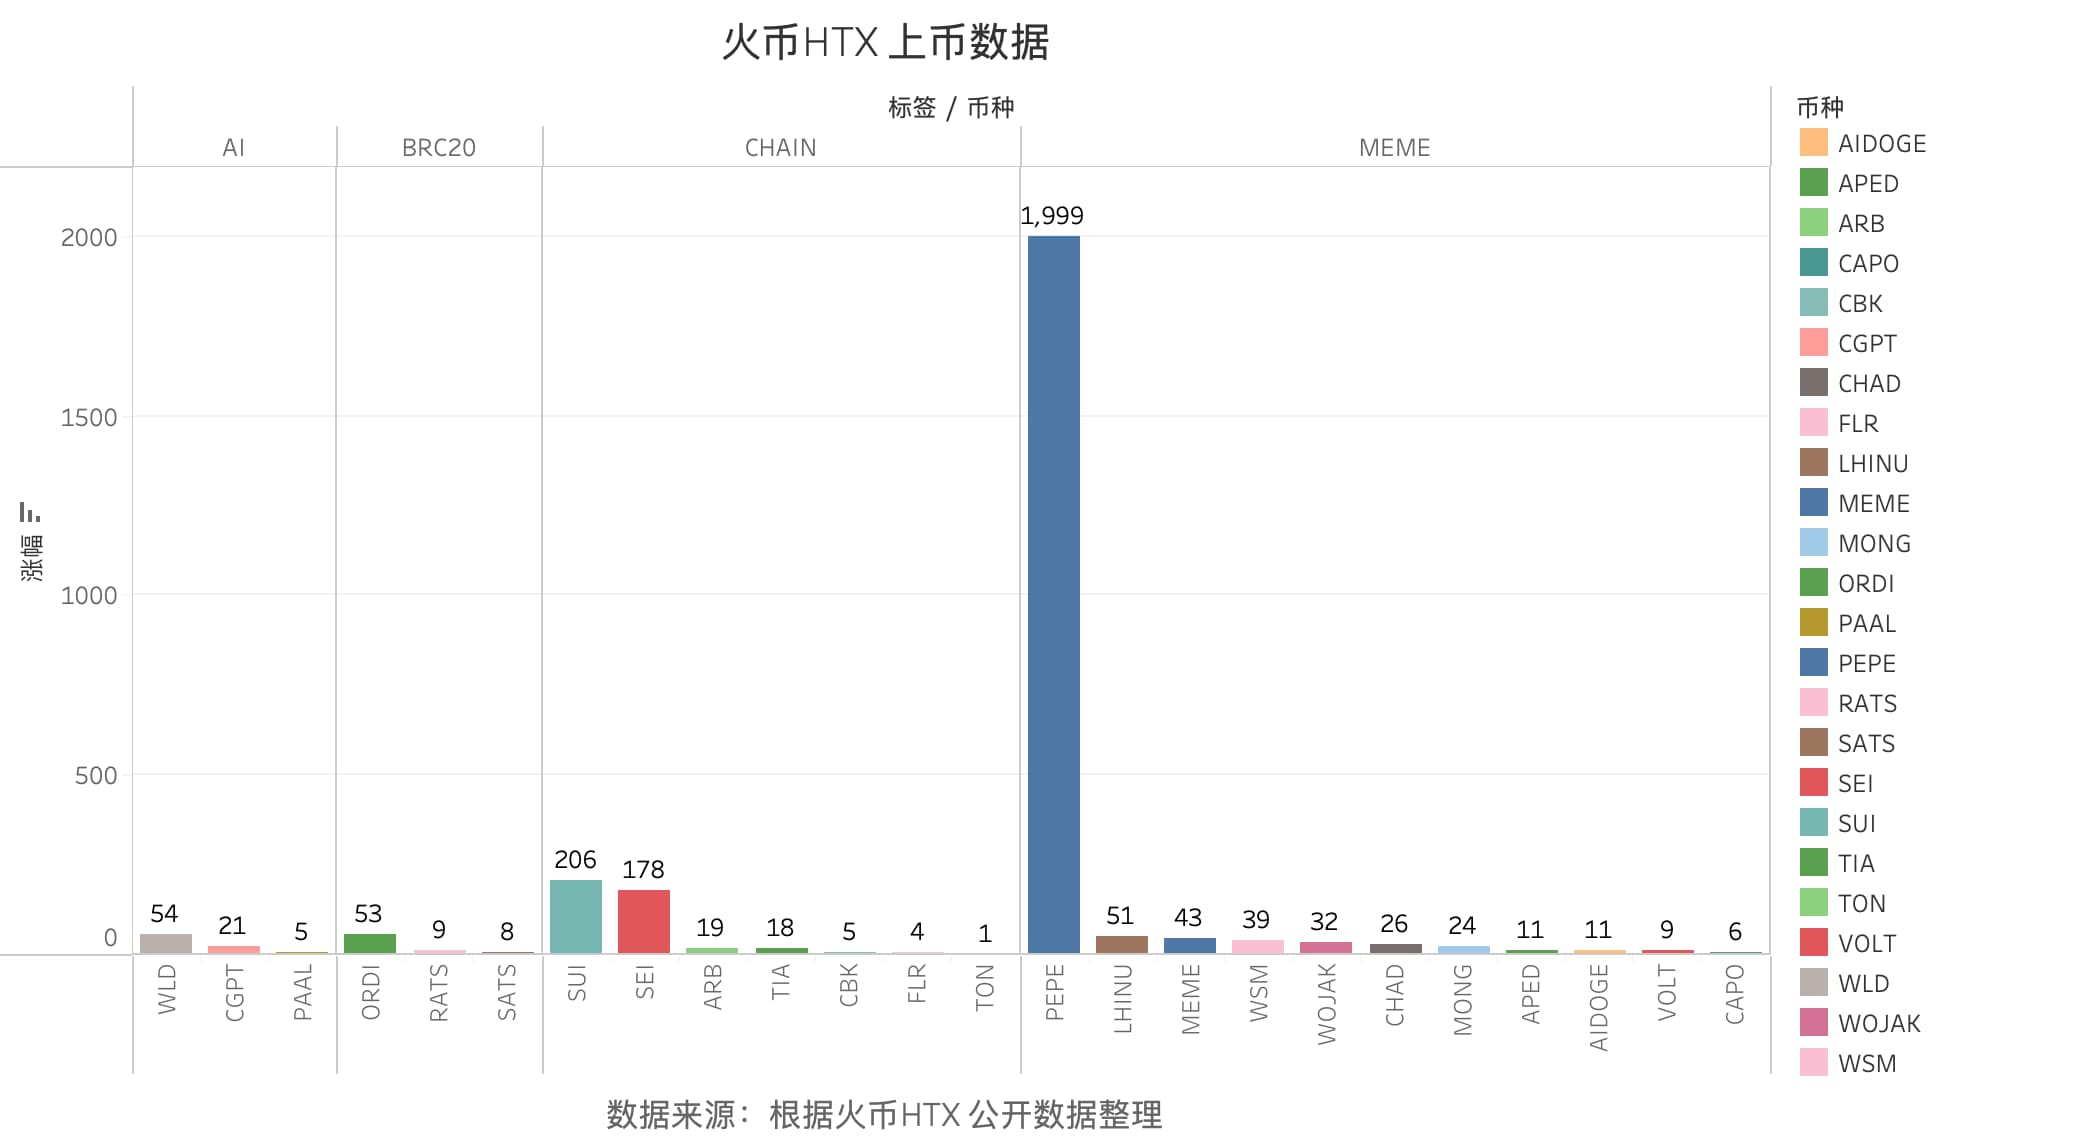 火币HTX 上币数据
标签 / 币种
AI BRC20 CHAIN MEME
涨幅
2000
1500
1000
500
0
54 21 5 53 9 8 206 178 19 18 5 4 1 1,999 51 43 39 32 26 24 11 11 9 6
WLD CGPT PAAL ORDI RATS SATS SUI SEI ARB TIA CBK FLR TON PEPE LHINU MEME WSM WOJAK CHAD MONG APED AIDOGE VOLT CAPO
币种
AIDOGE
APED
ARB
CAPO
CBK
CGPT
CHAD
FLR
LHINU
MEME
MONG
ORDI
PAAL
PEPE
RATS
SATS
SEI
SUI
TIA
TON
VOLT
WLD
WOJAK
WSM
数据来源：根据火币HTX 公开数据整理